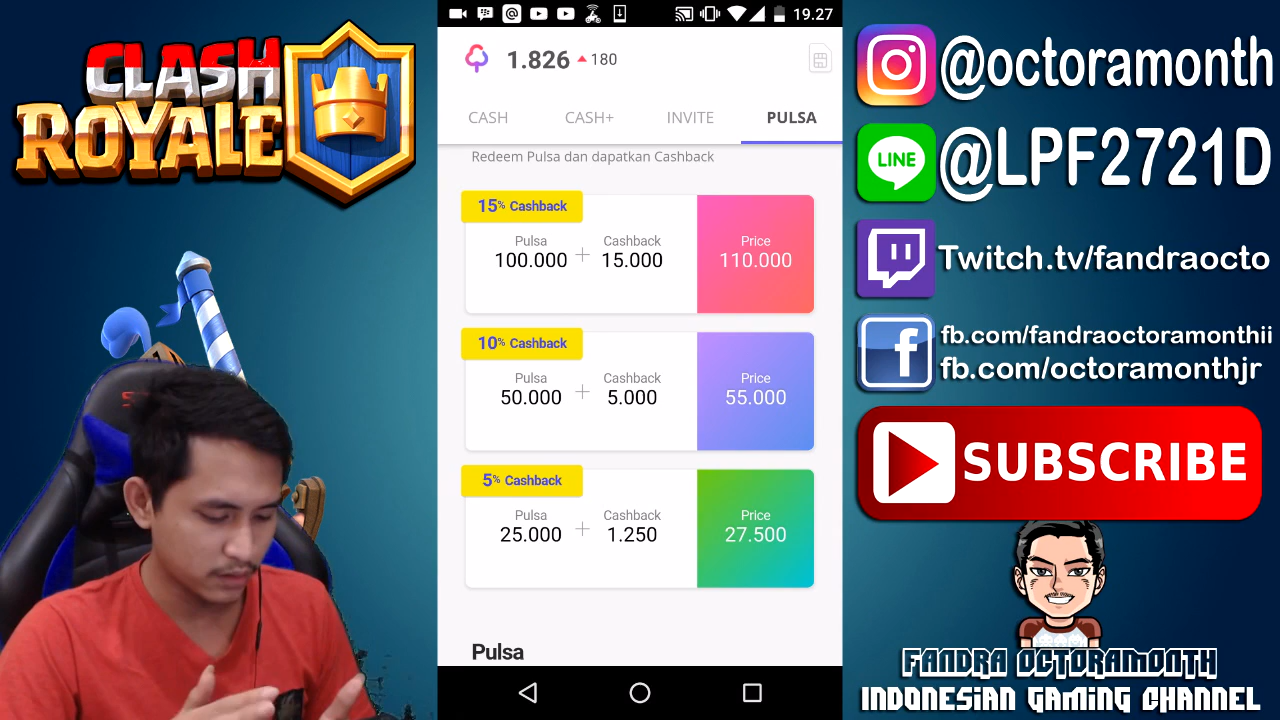 CLASH
ROYALE
19.27
1.826 180
CASH CASH+ INVITE PULSA
Redeem Pulsa dan dapatkan Cashback
15% Cashback
Pulsa Cashback Price
100.000 + 15.000 110.000
10% Cashback
Pulsa Cashback Price
50.000 + 5.000 55.000
5% Cashback
Pulsa Cashback Price
25.000 + 1.250 27.500
Pulsa
@octoramonth
LINE
@LPF2721D
Twitch.tv/fandraocto
fb.com/fandraoctoramonthii
fb.com/octoramonthjr
SUBSCRIBE
FANDRA OCTORAMONTH
INDONESIAN GAMING CHANNEL